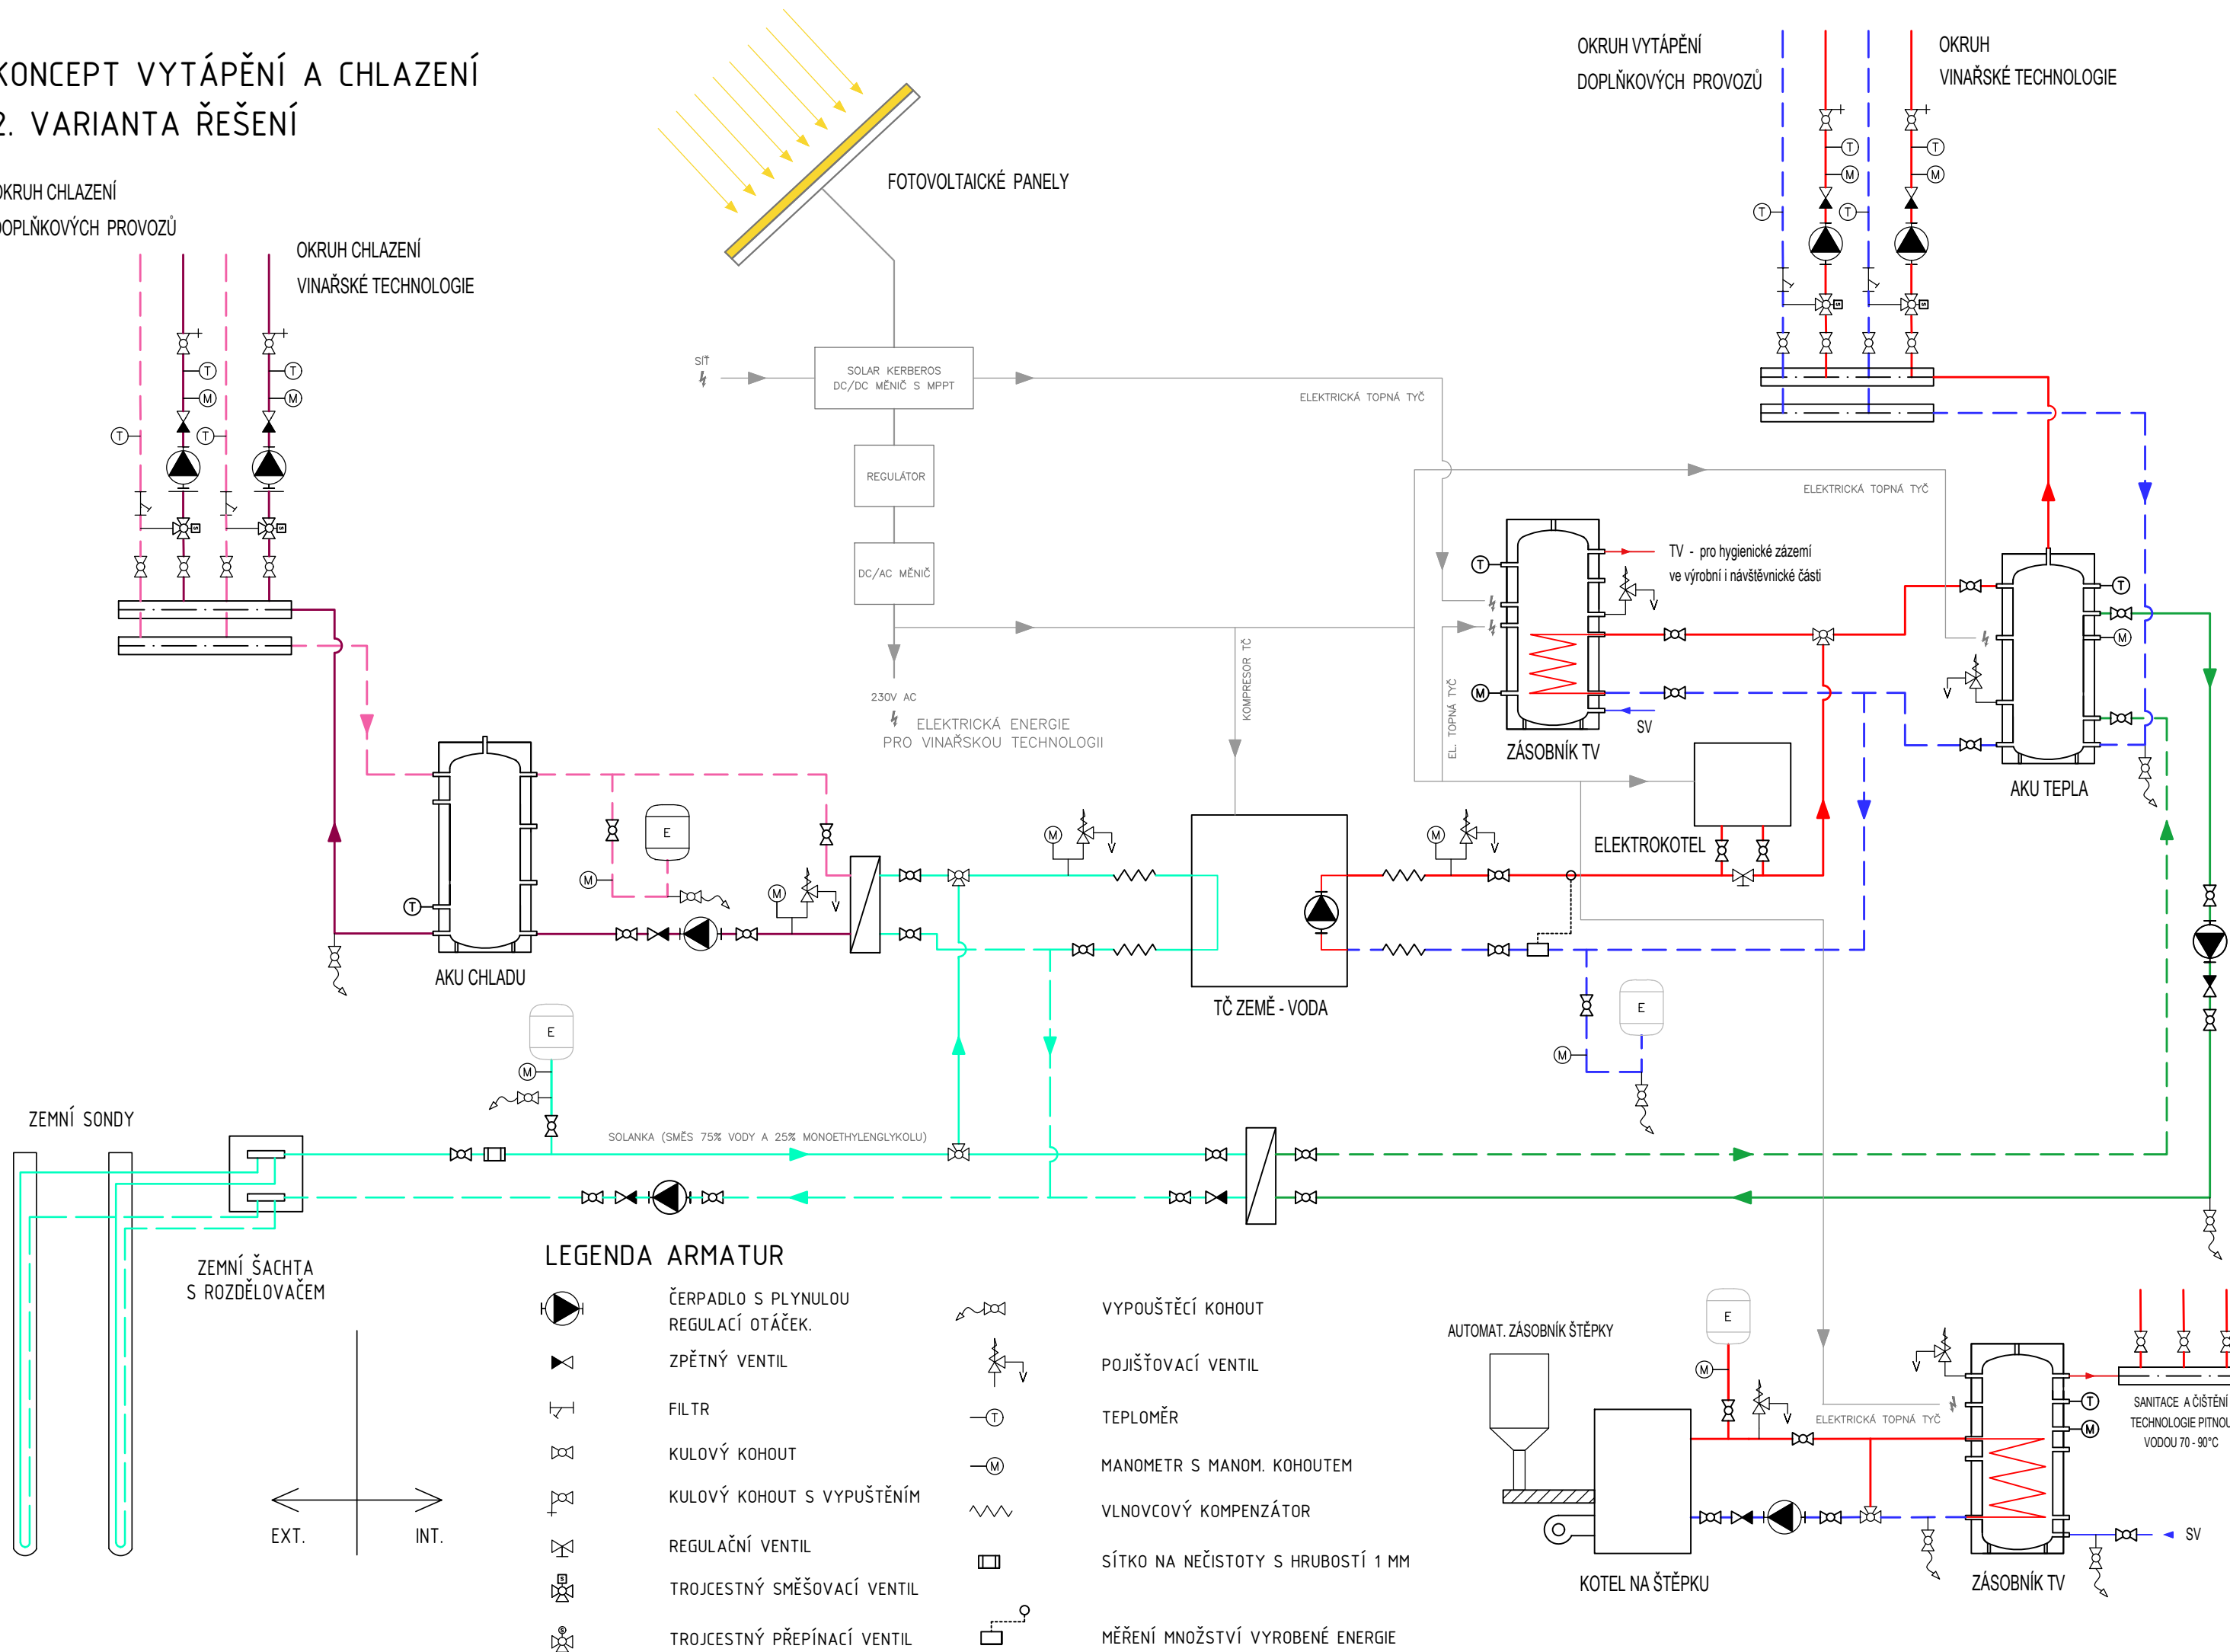 KONCEPT VYTÁPĚNÍ A CHLAZENÍ
2. VARIANTA ŘEŠENÍ
OKRUH CHLAZENÍ
DOPLŇKOVÝCH PROVOZŮ
OKRUH CHLAZENÍ
VINAŘSKÉ TECHNOLOGIE
FOTOVOLTAICKÉ PANELY
OKRUH VYTÁPĚNÍ
DOPLŇKOVÝCH PROVOZŮ
OKRUH
VINAŘSKÉ TECHNOLOGIE
T
M
T
M
T
T
T
M
T
M
T
T
SÍŤ
SOLAR KERBEROS
DC/DC MĚNIČ S MPPT
REGULÁTOR
DC/AC MĚNIČ
230V AC
ELEKTRICKÁ ENERGIE
PRO VINAŘSKOU TECHNOLOGII
ELEKTRICKÁ TOPNÁ TYČ
ELEKTRICKÁ TOPNÁ TYČ
KOMPRESOR TČ
EL. TOPNÁ TYČ
TV - pro hygienické zázemí
ve výrobní i návštěvnické části
T
M
SV
ZÁSOBNÍK TV
T
M
AKU TEPLA
ELEKTROKOTEL
E
M
M
T
AKU CHLADU
M
M
TČ ZEMĚ - VODA
E
M
E
M
ZEMNÍ SONDY
SOLANKA (SMĚS 75% VODY A 25% MONOETHYLENGLYKOLU)
ZEMNÍ ŠACHTA
S ROZDĚLOVAČEM
EXT.
INT.
LEGENDA ARMATUR
ČERPADLO S PLYNULOU
REGULACÍ OTÁČEK.
ZPĚTNÝ VENTIL
FILTR
KULOVÝ KOHOUT
KULOVÝ KOHOUT S VYPUŠTĚNÍM
REGULAČNÍ VENTIL
S
TROJCESTNÝ SMĚŠOVACÍ VENTIL
S
TROJCESTNÝ PŘEPÍNACÍ VENTIL
VYPOUŠTĚCÍ KOHOUT
POJIŠŤOVACÍ VENTIL
T
TEPLOMĚR
M
MANOMETR S MANOM. KOHOUTEM
VLNOVCOVÝ KOMPENZÁTOR
SÍTKO NA NEČISTOTY S HRUBOSTÍ 1 MM
MĚŘENÍ MNOŽSTVÍ VYROBENÉ ENERGIE
AUTOMAT. ZÁSOBNÍK ŠTĚPKY
E
M
KOTEL NA ŠTĚPKU
ELEKTRICKÁ TOPNÁ TYČ
T
M
SANITACE A ČIŠTĚNÍ
TECHNOLOGIE PITNOU
VODOU 70 - 90°C
SV
ZÁSOBNÍK TV